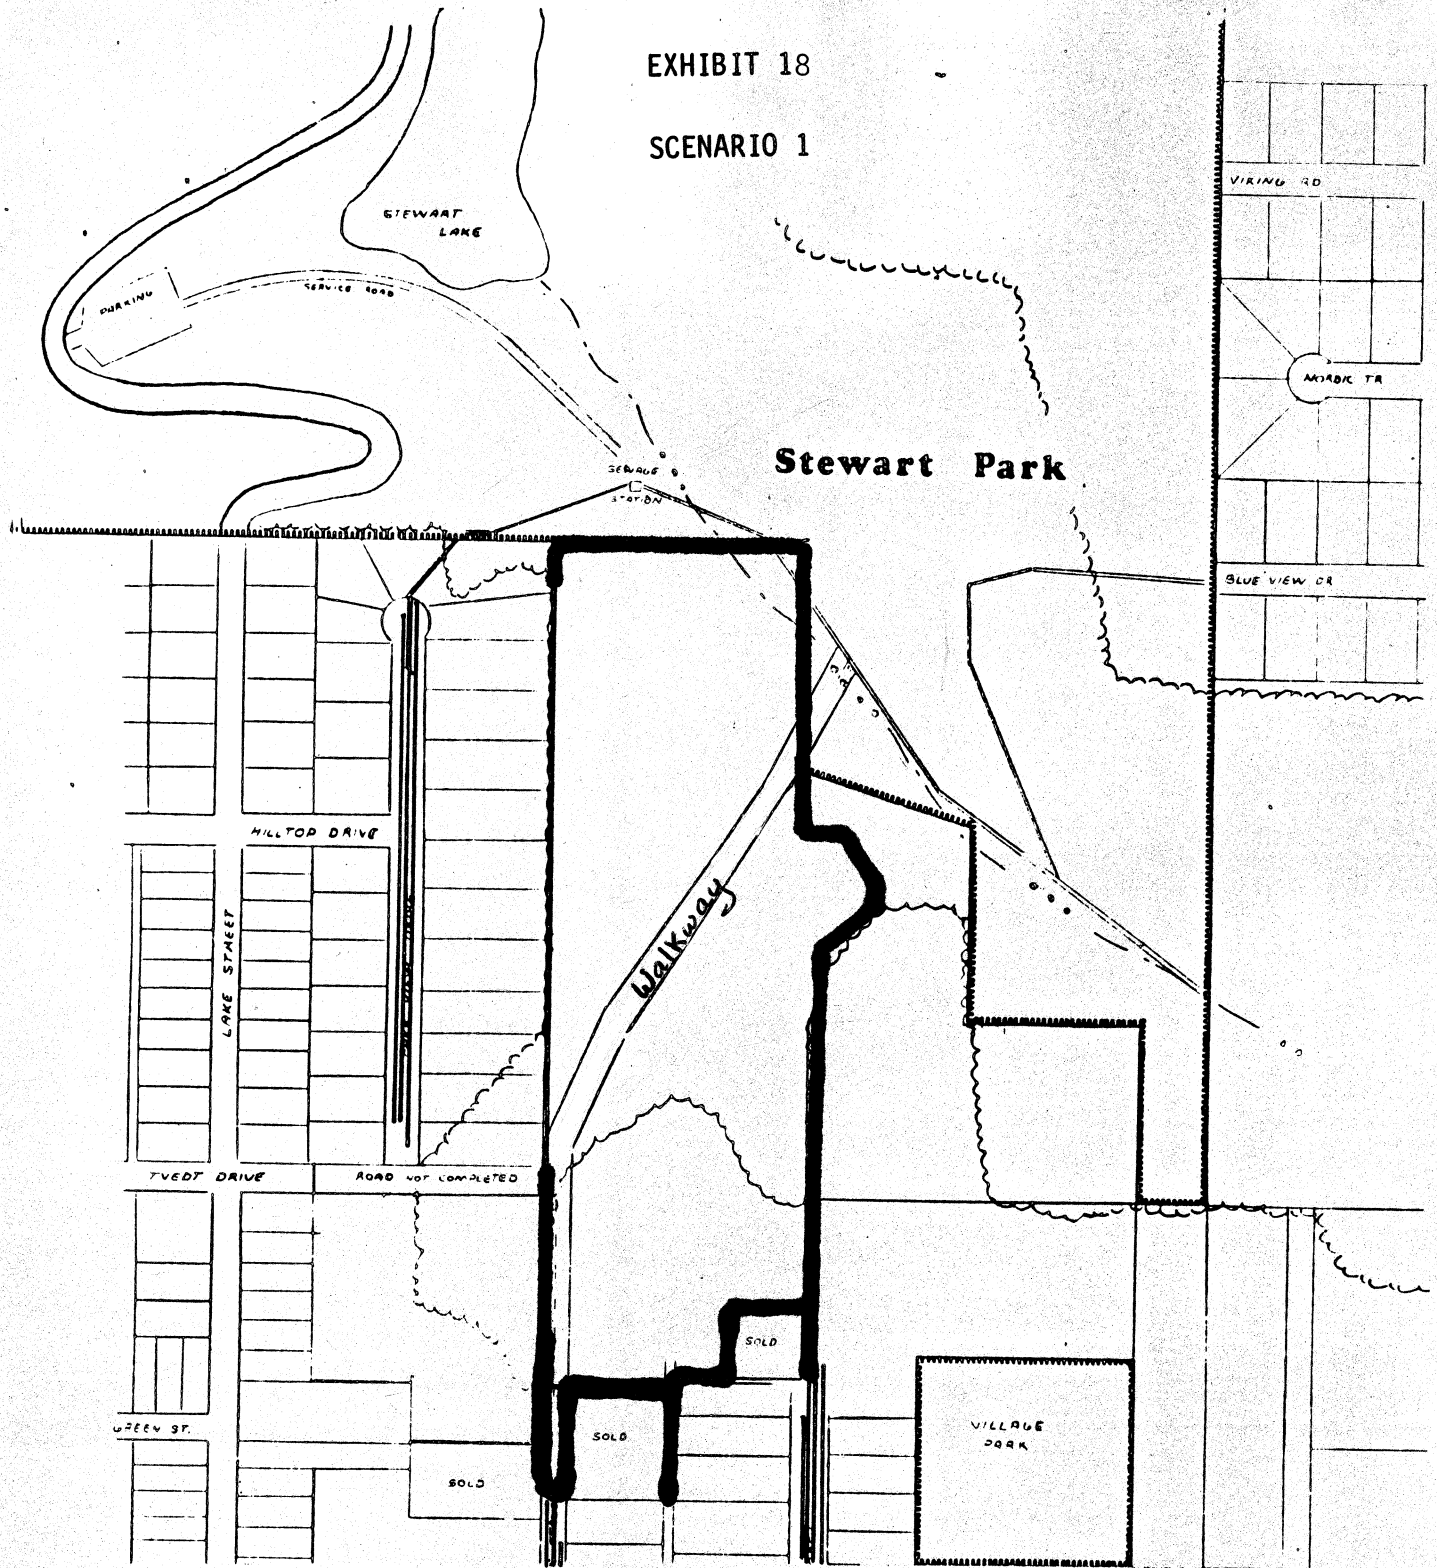 EXHIBIT 18
SCENARIO 1
VIKING RD
STEWART
LAKE
PARKING
SERVICE ROAD
NORDIC TR
Stewart Park
SEWAGE
STATION
BLUE VIEW CR
HILLTOP DRIVE
Walkway
LAKE STREET
TVEDT DRIVE
ROAD NOT COMPLETED
SOLD
VILLAGE
PARK
GREEN ST.
SOLD
SOLD